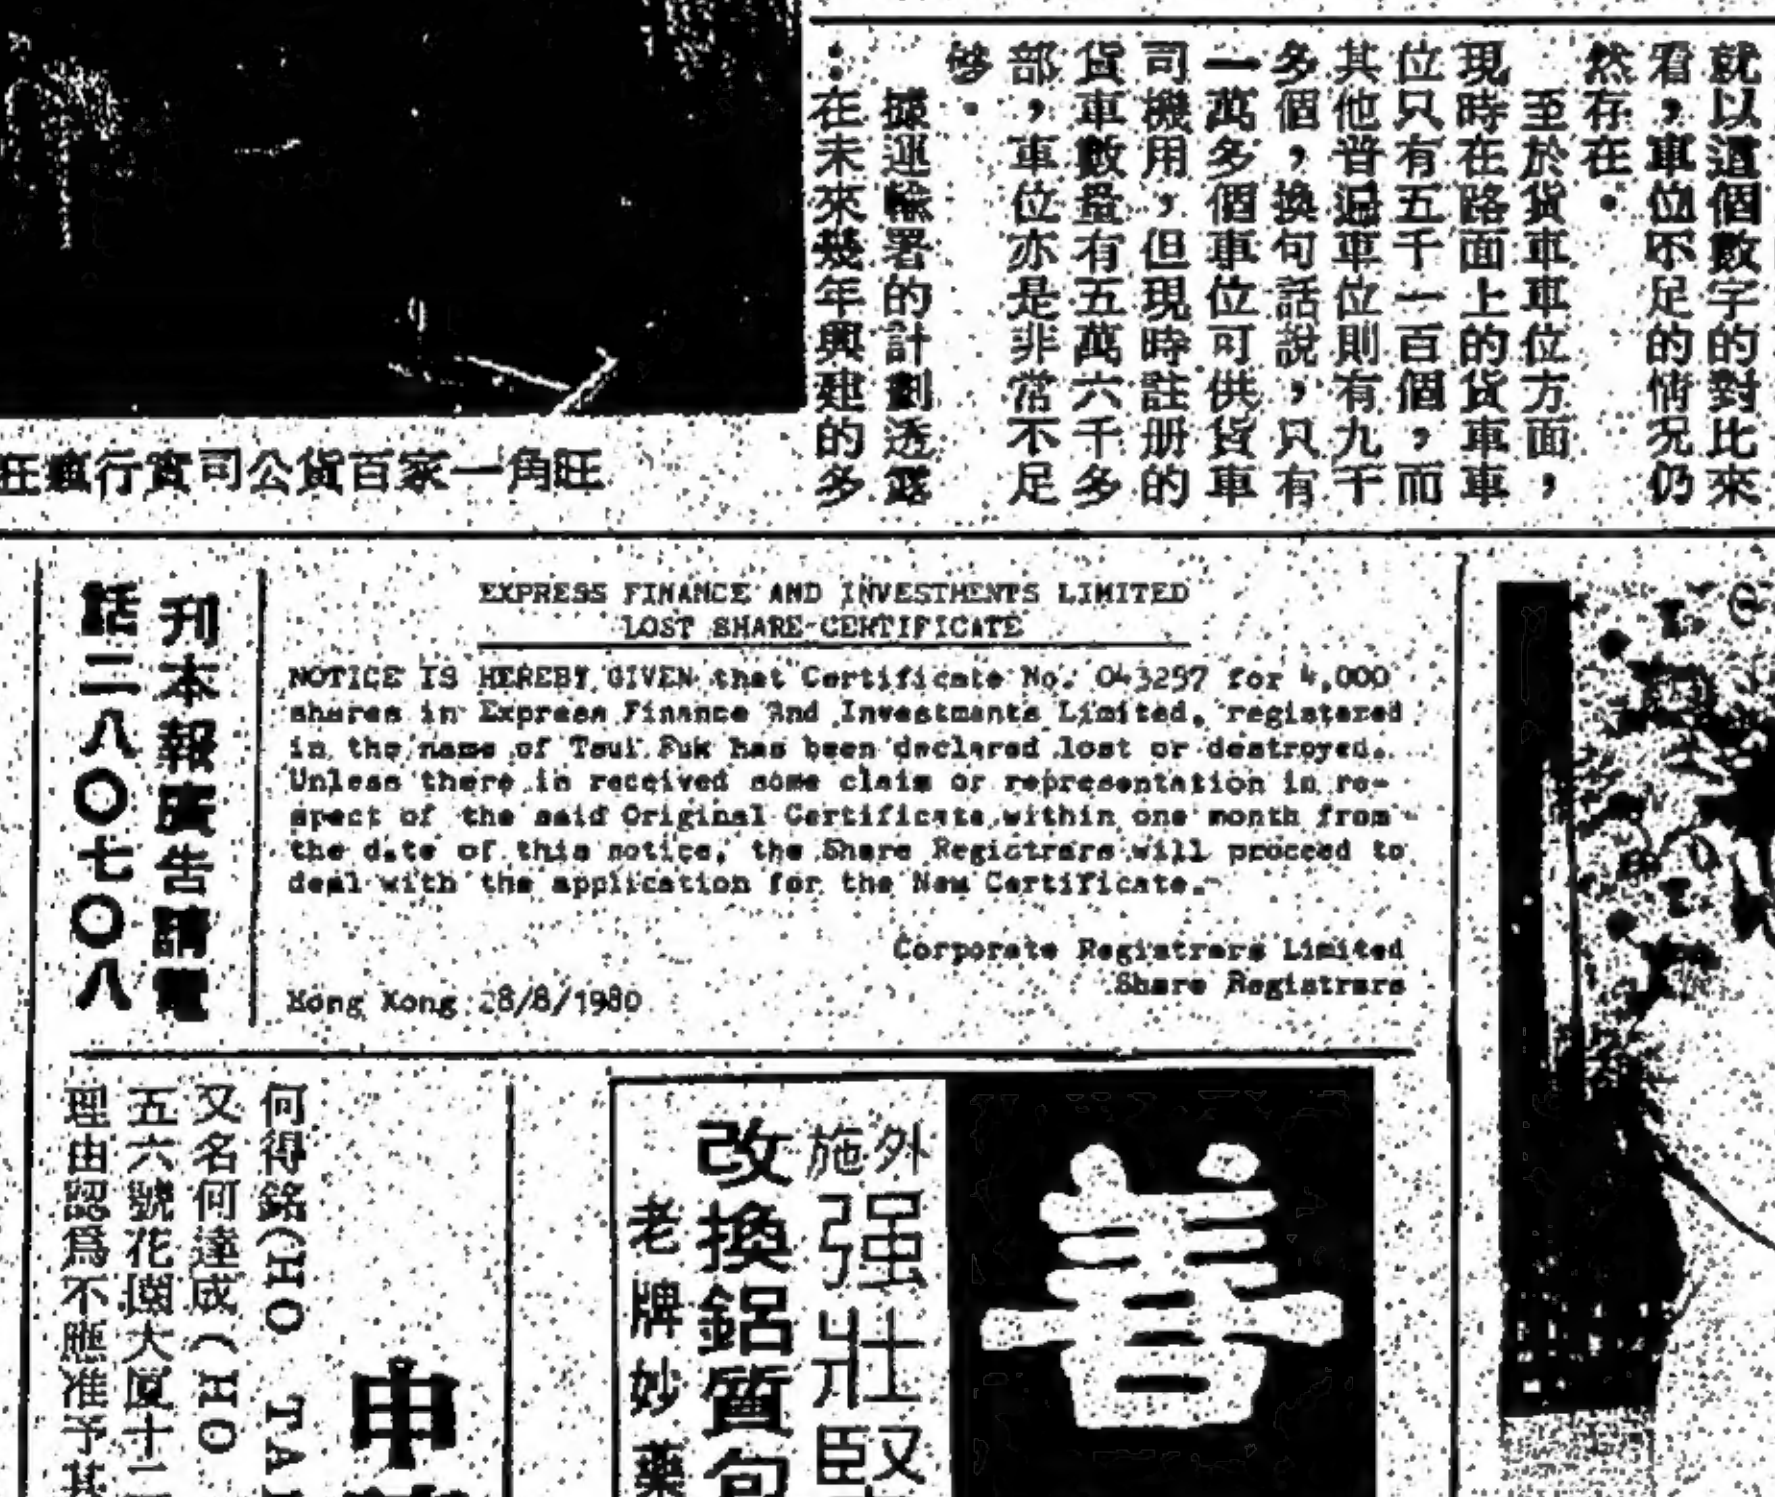 就以這個數字的對比來
看，車位不足的情況仍
然存在．
至於貨車車位方面，
現時在路面上的貨車車
位只有五千一百個，而
其他普遍車位則有九千
多個，換句話說，只有
一萬多個車位可供貨車
司機用，但現時註册的
貨車數量有五萬六千多
部，車位亦是非常不足
够．
據運輸署的計劃透露
：在未來幾年興建的多
旺角一家百貨公司實行
EXPRESS FINANCE AND INVESTMENTS LIMITED
LOST SHARE CERTIFICATE
NOTICE IS HEREBY GIVEN that Certificate No. 043297 for 4,000
shares in Express Finance And Investments Limited, registered
in the name of Tsui Fuk has been declared lost or destroyed.
Unless there is received some claim or representation in re-
spect of the said Original Certificate within one month from
the date of this notice, the Share Registrars will proceed to
deal with the application for the New Certificate.
Corporate Registrars Limited
Share Registrars
Hong Kong 28/8/1980
刊本報廣告請電
話二八〇七〇八
何得銘(HO TA
又名何達成(HO
五六號花園大厦十二
理由認爲不應准予其
申
善
外施
强壯堅
改換鋁質包
老牌妙藥